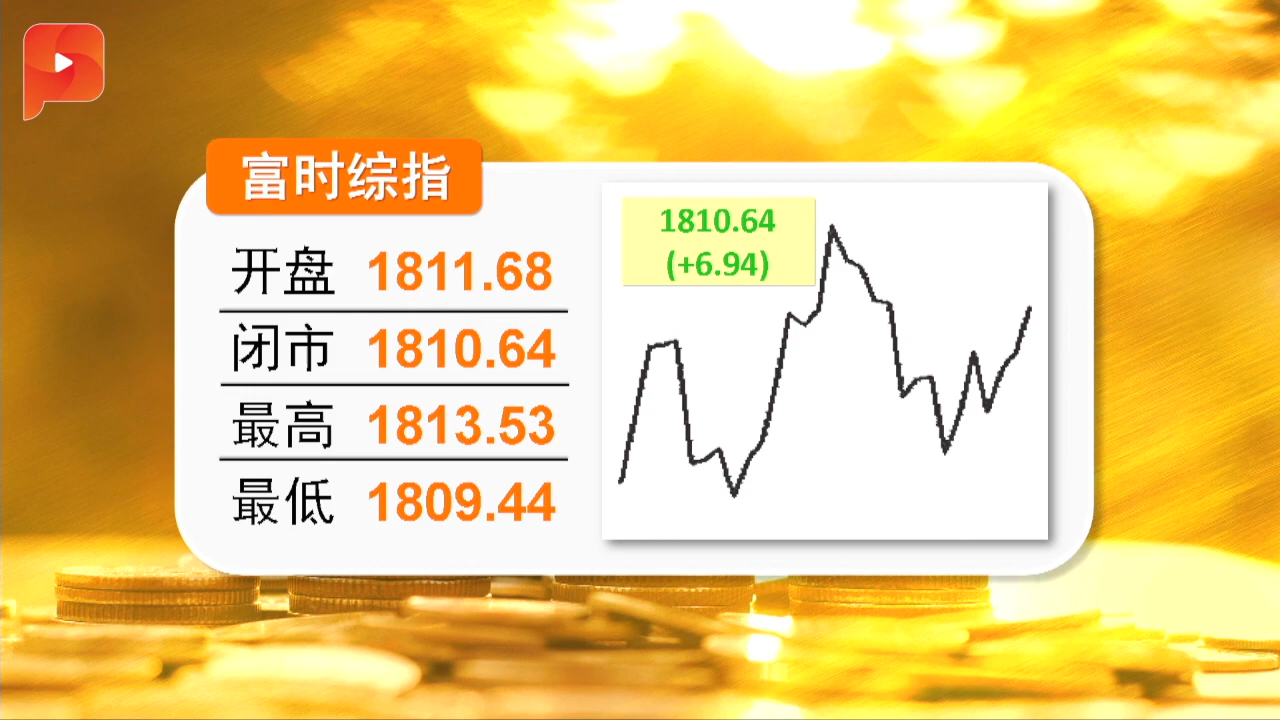 富时综指
开盘 1811.68
闭市 1810.64
最高 1813.53
最低 1809.44
1810.64
(+6.94)